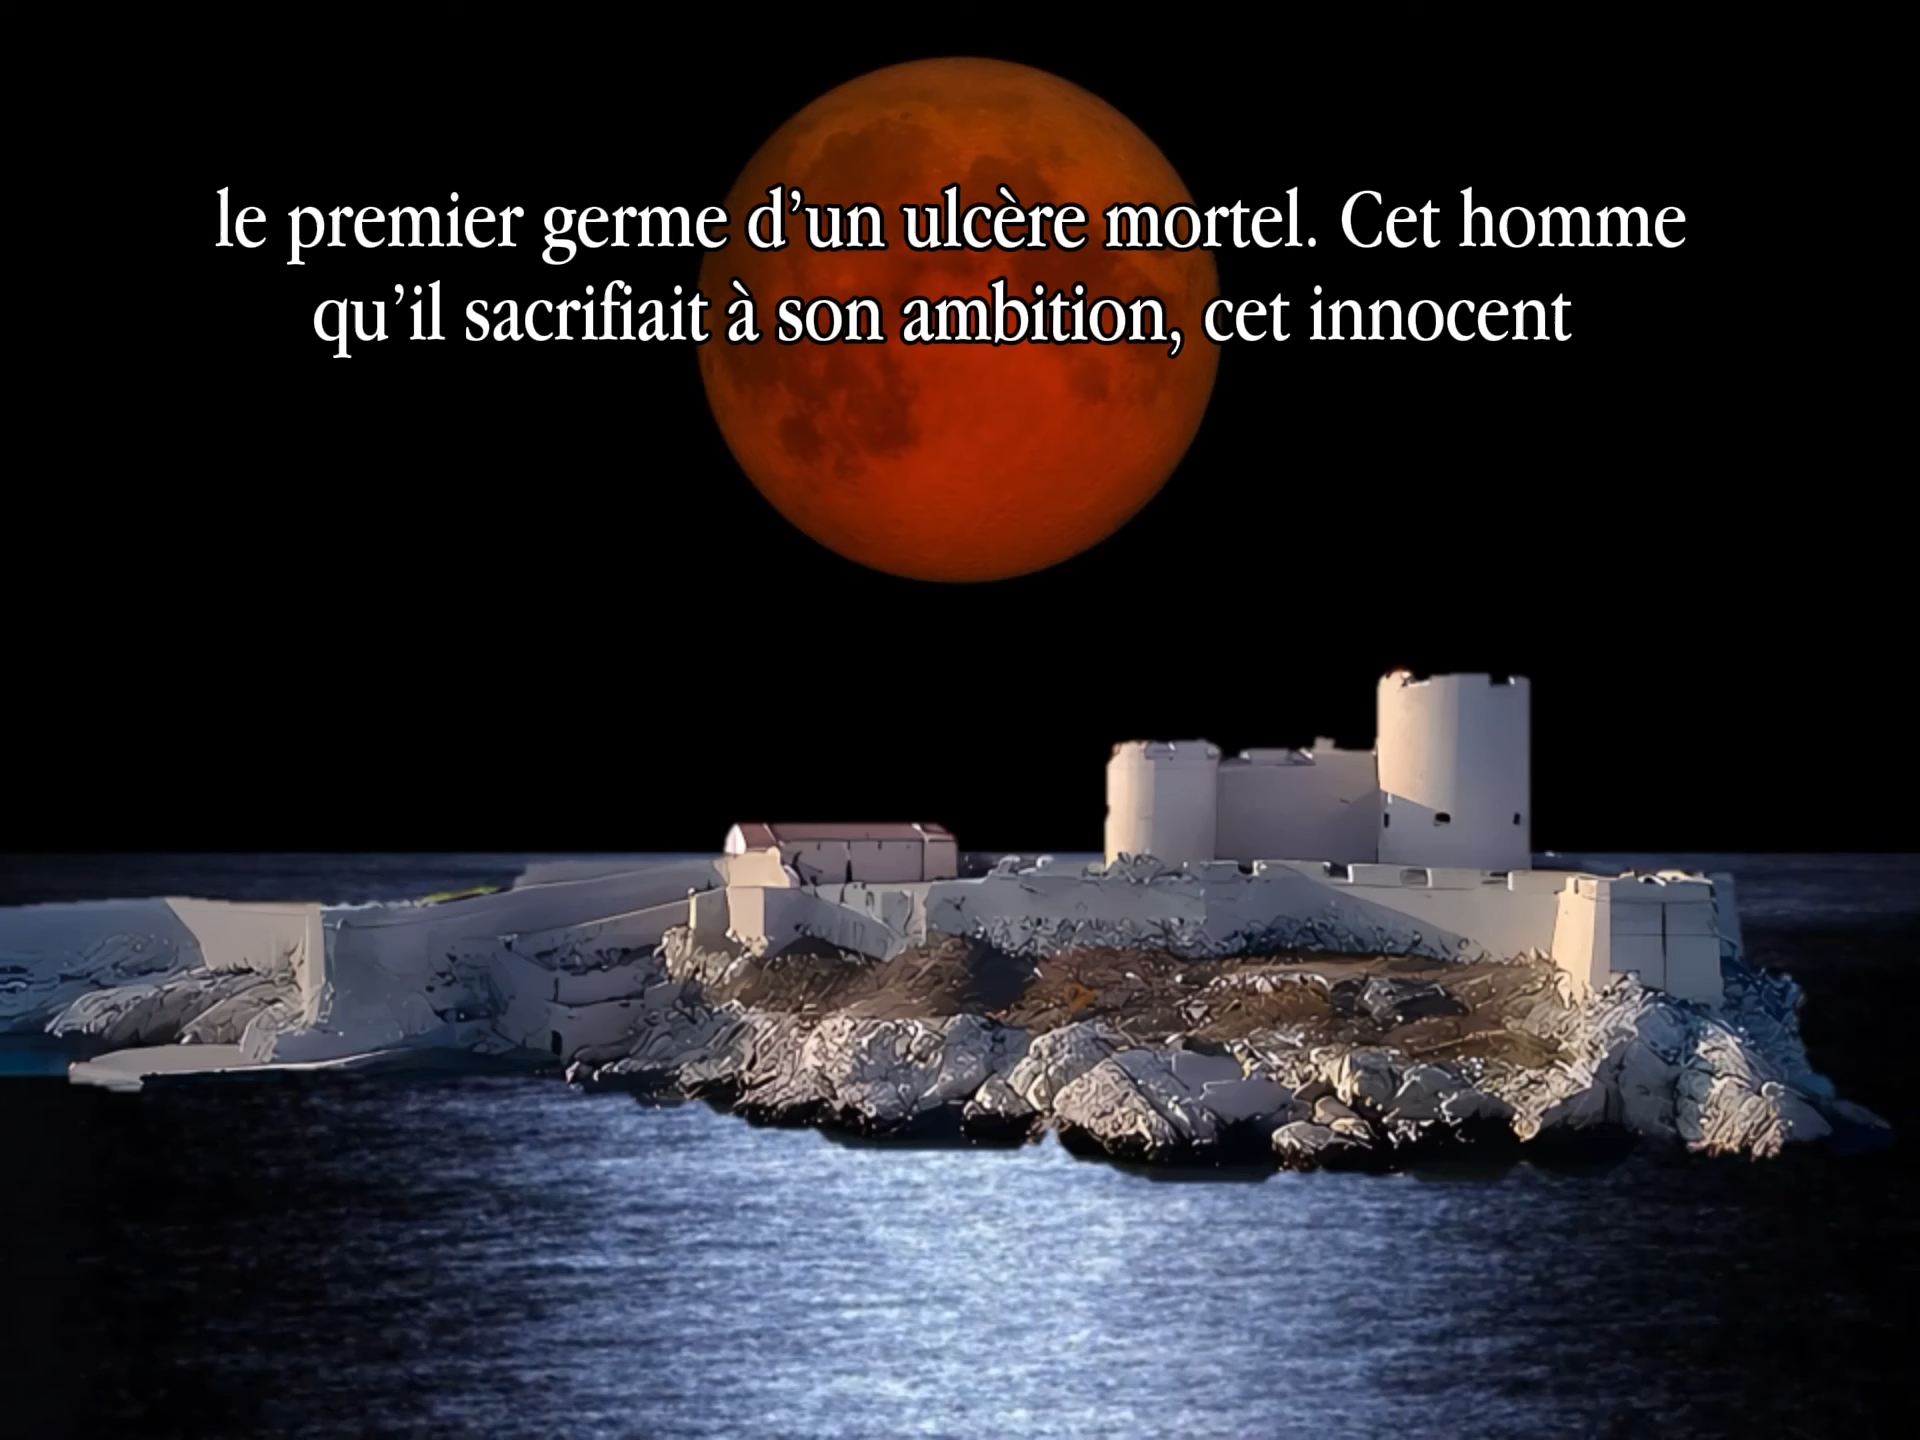 le premier germe d’un ulcère mortel. Cet homme
qu’il sacrifiait à son ambition, cet innocent